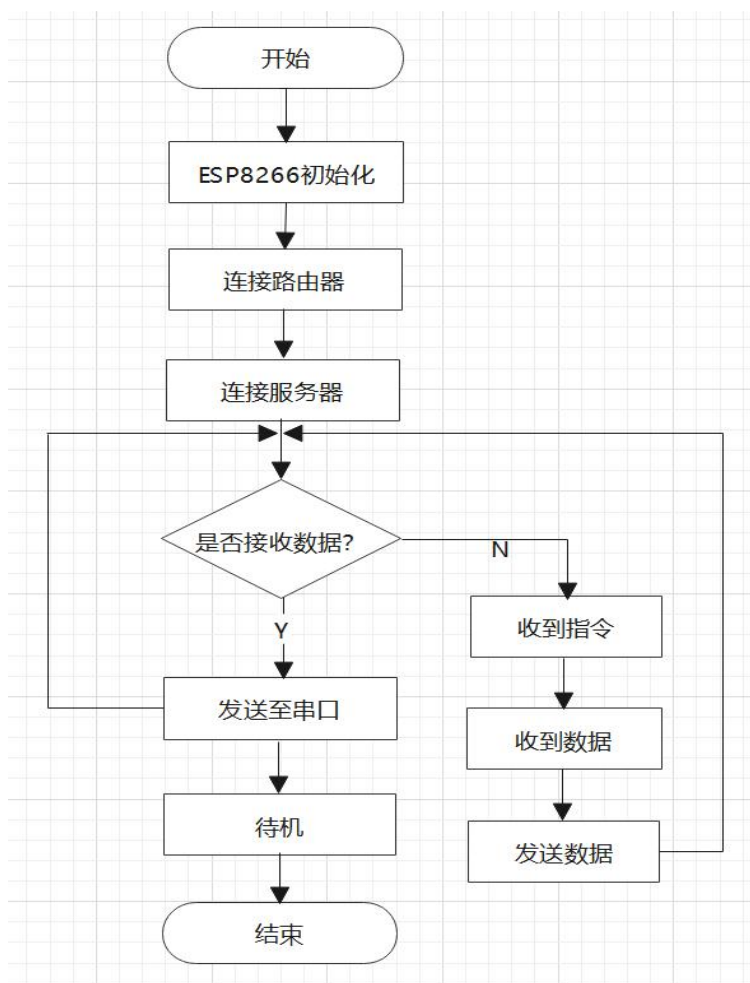 开始
ESP8266初始化
连接路由器
连接服务器
是否接收数据?
N
Y
收到指令
发送至串口
收到数据
待机
发送数据
结束